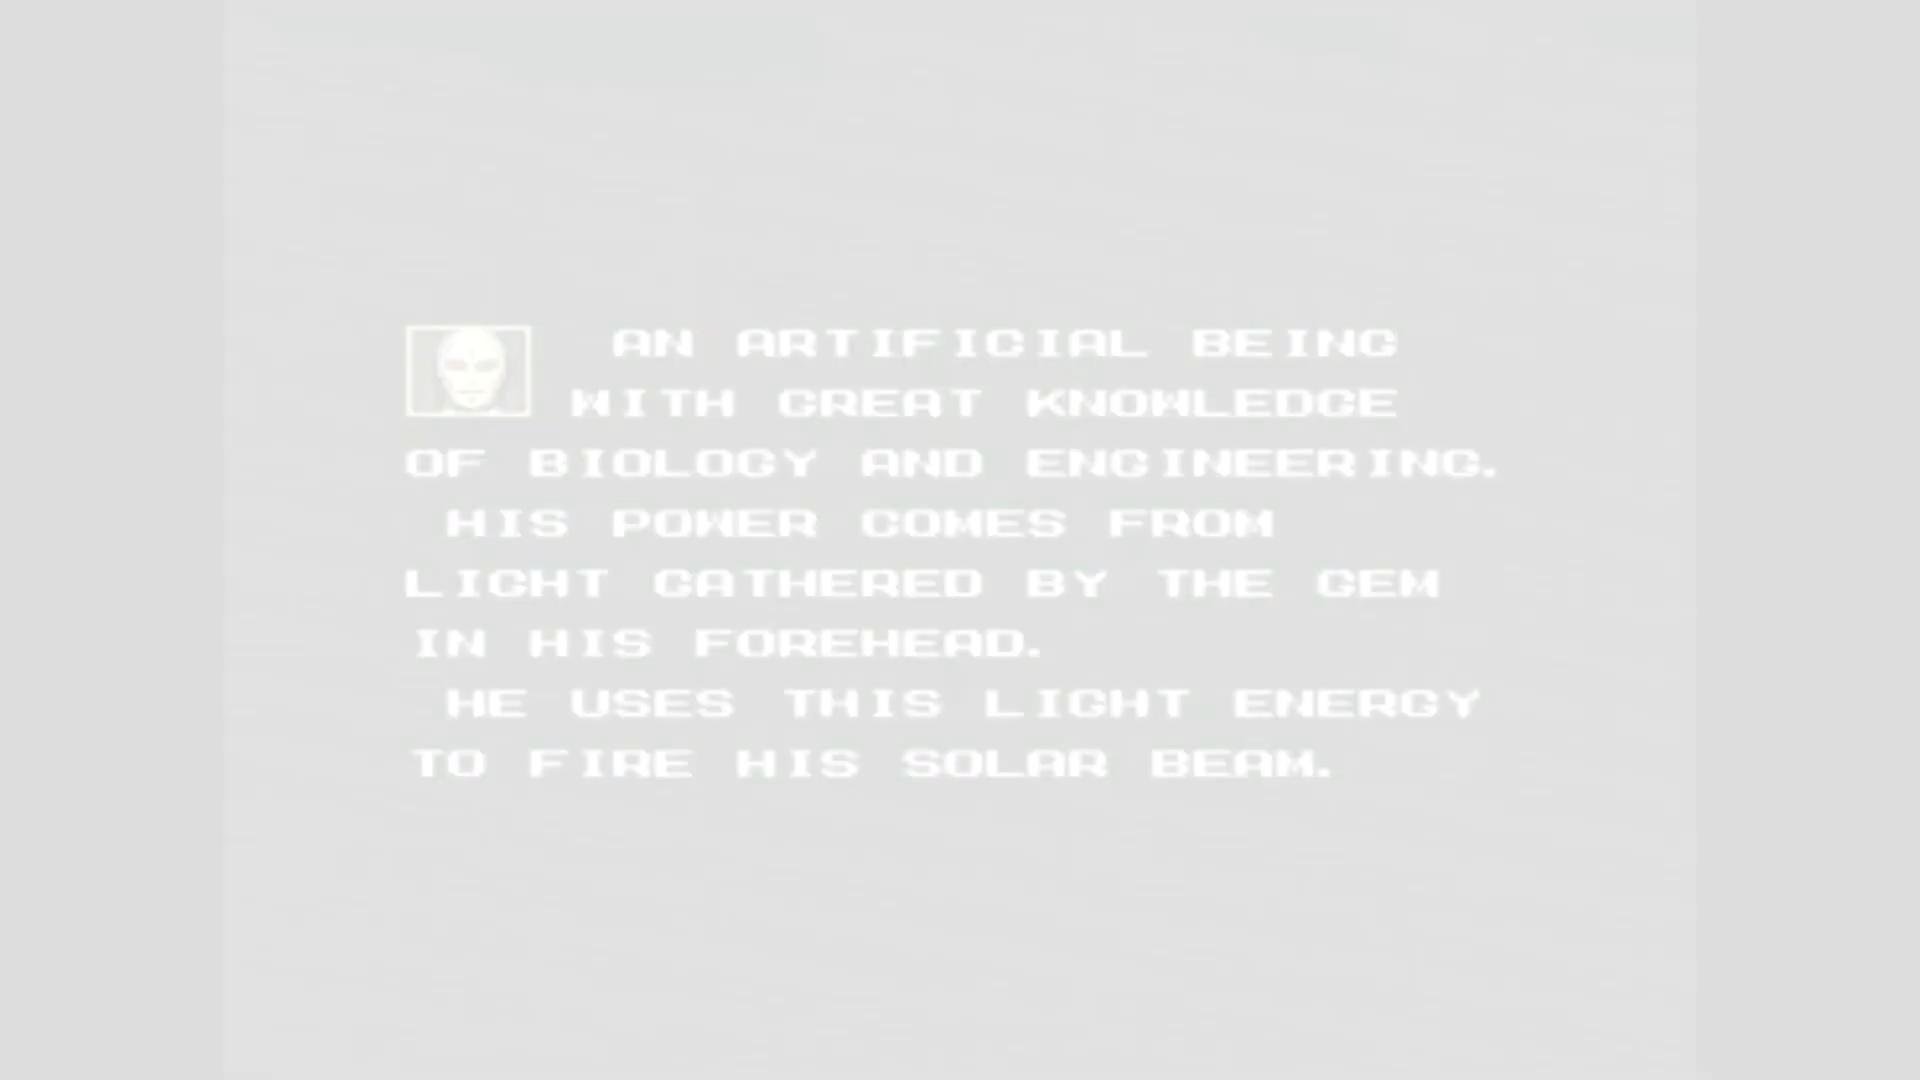 AN ARTIFICIAL BEING
WITH GREAT KNOWLEDGE
OF BIOLOGY AND ENGINEERING.
HIS POWER COMES FROM
LIGHT GATHERED BY THE GEM
IN HIS FOREHEAD.
HE USES THIS LIGHT ENERGY
TO FIRE HIS SOLAR BEAM.